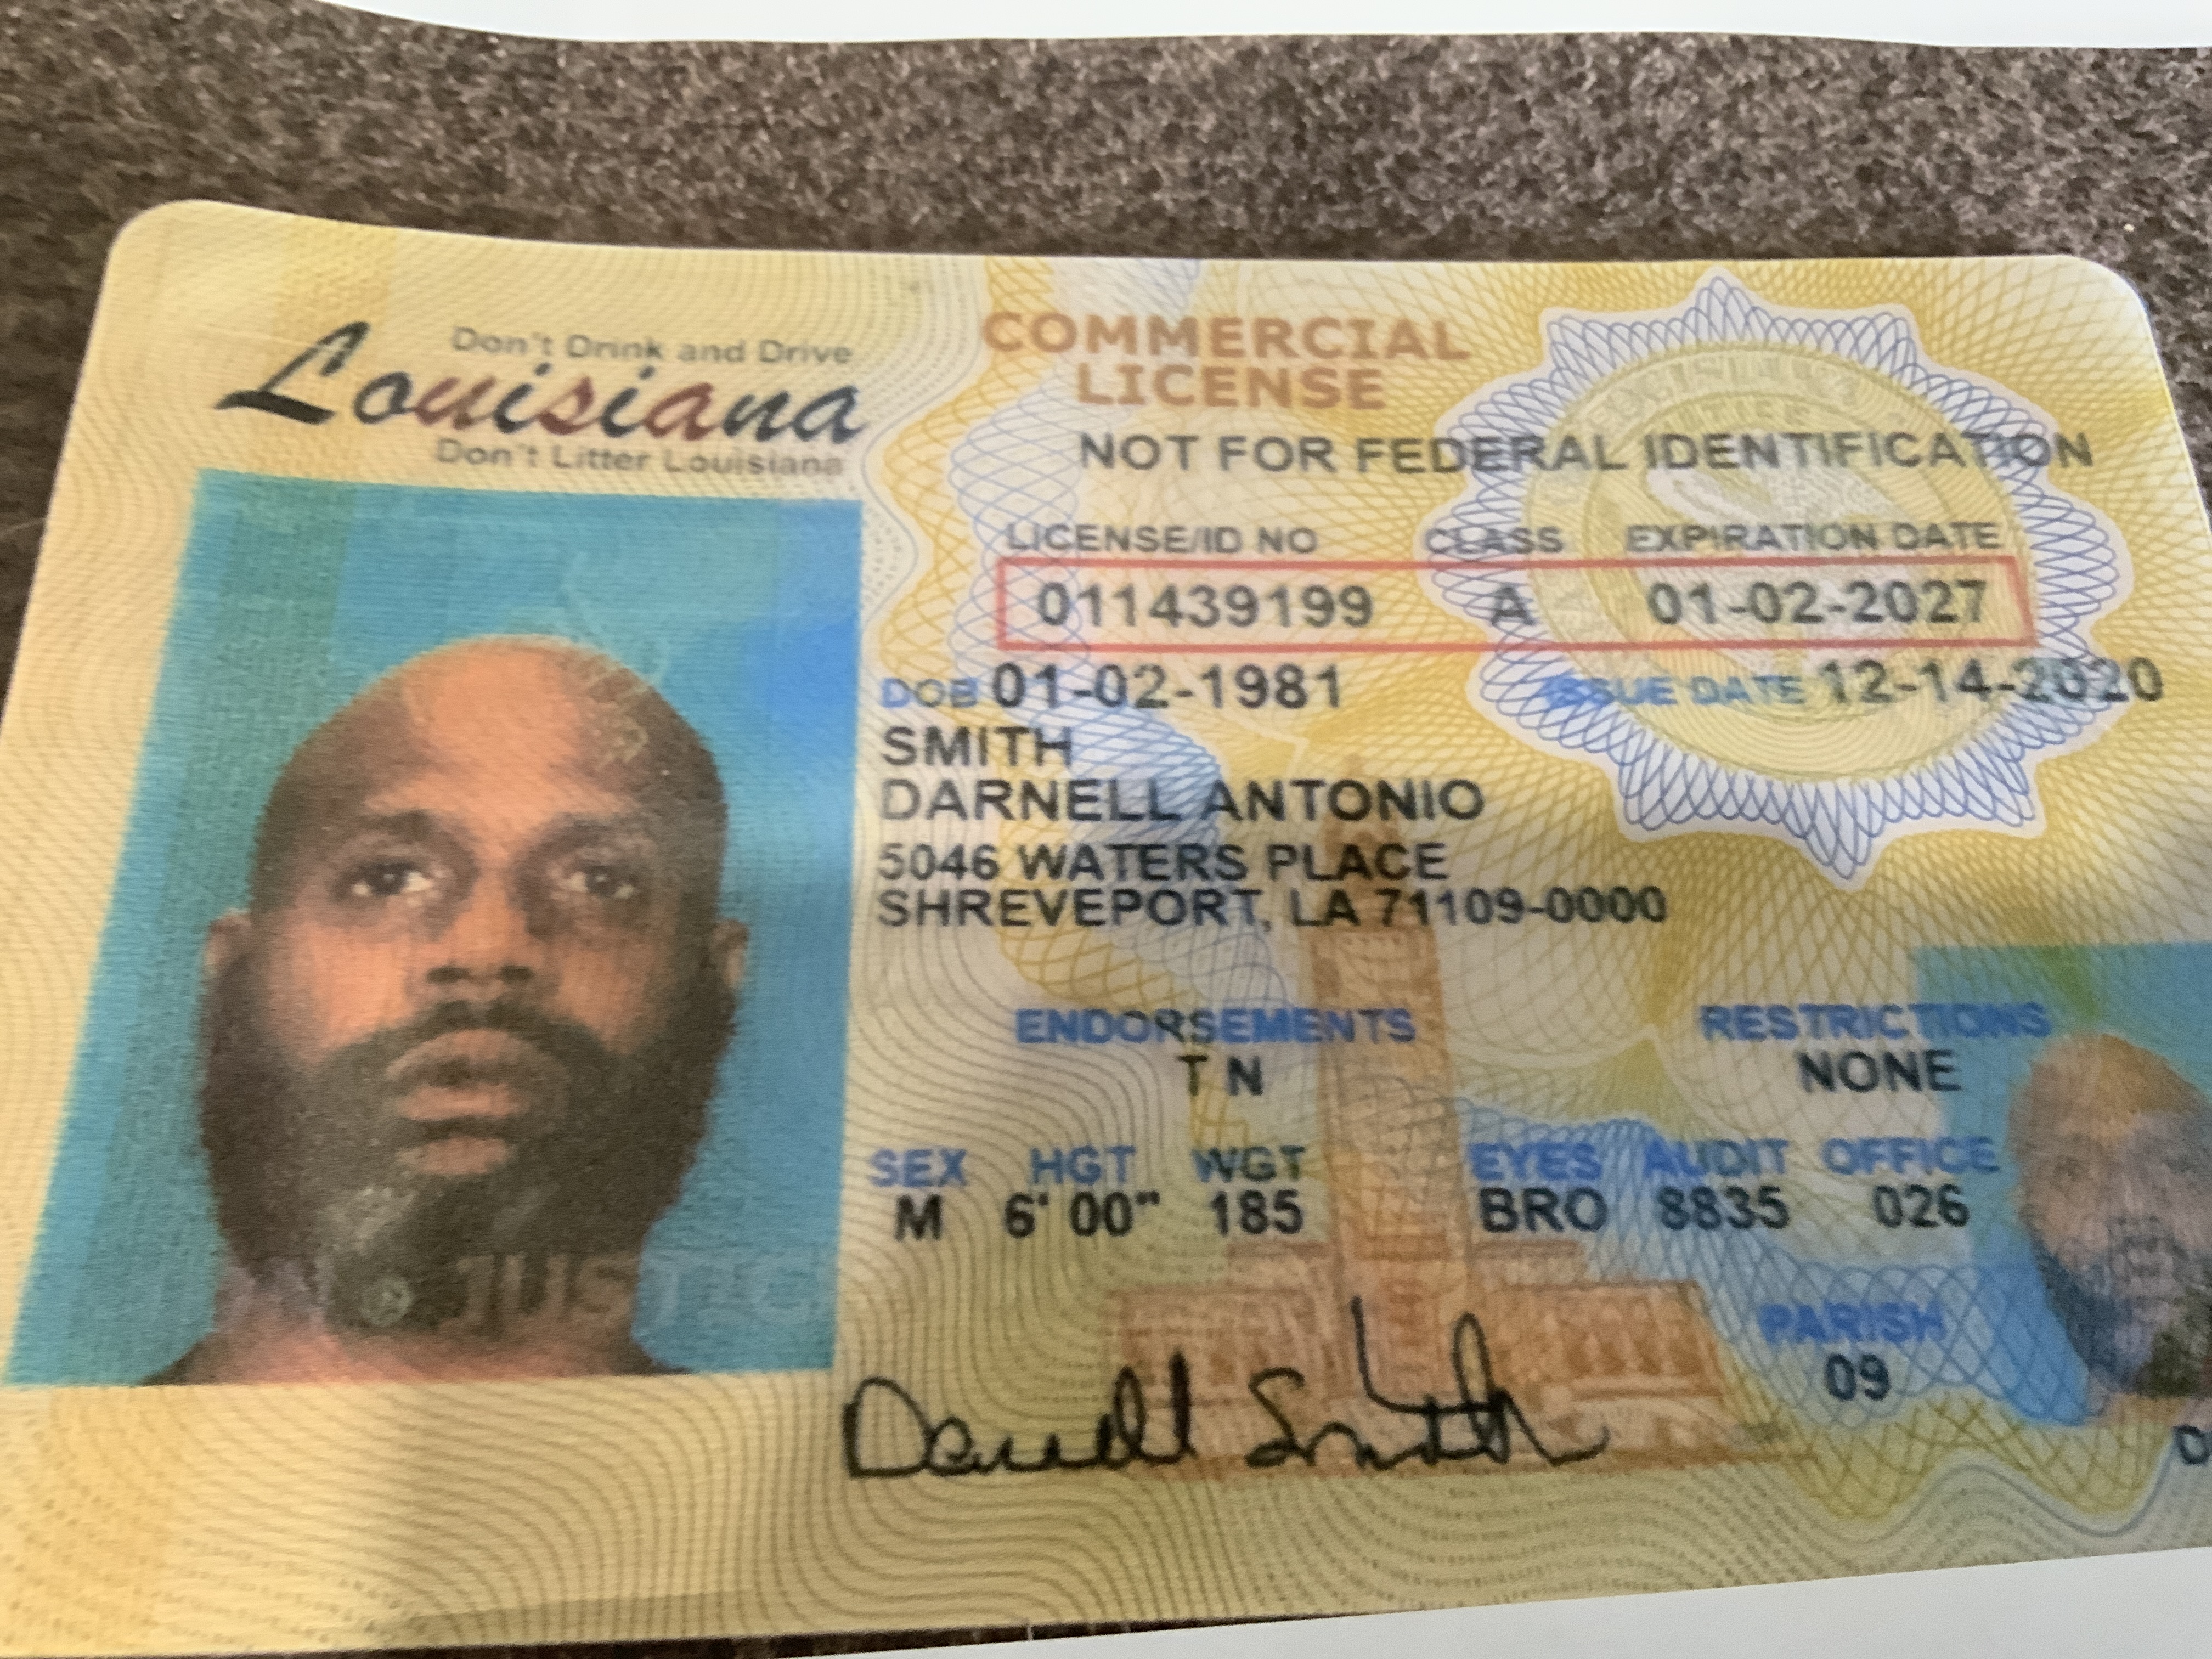 Don't Drink and Drive
Louisiana
Don't Litter Louisiana
COMMERCIAL
LICENSE
NOT FOR FEDERAL IDENTIFICATION
LICENSE/ID NO CLASS EXPIRATION DATE
011439199 A 01-02-2027
DOB 01-02-1981 ISSUE DATE 12-14-2020
SMITH
DARNELL ANTONIO
5046 WATERS PLACE
SHREVEPORT, LA 71109-0000
ENDORSEMENTS RESTRICTIONS
T N NONE
SEX HGT WGT EYES AUDIT OFFICE
M 6' 00" 185 BRO 8835 026
JUSTIC
PARISH
09
Darnell Smith